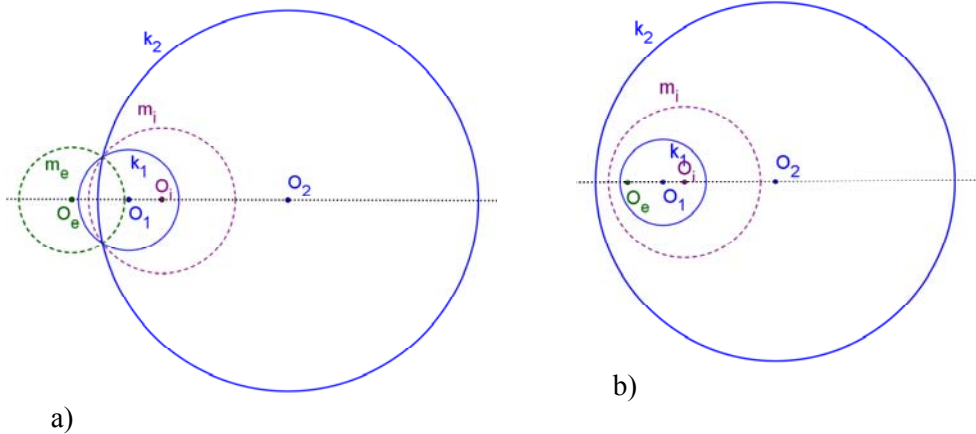 k₂
mᵢ
mₑ
k₁
Oₑ
O₁
Oᵢ
O₂
a)
k₂
mᵢ
k₁
Oᵢ
Oₑ
O₁
O₂
b)